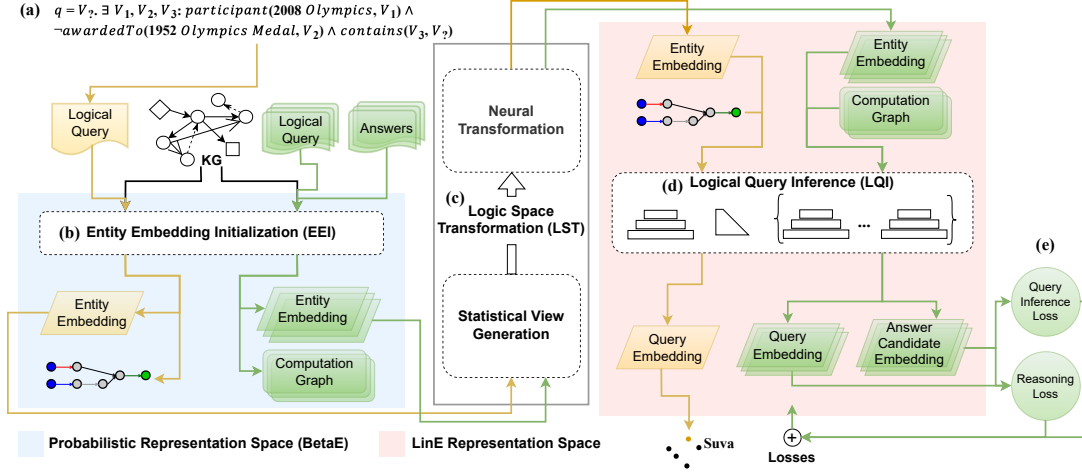 (a) q = V?. ∃ V1, V2, V3: participant(2008 Olympics, V1) ∧
¬awardedTo(1952 Olympics Medal, V2) ∧ contains(V3, V?)
Logical
Query
KG
Logical
Query
Answers
(b) Entity Embedding Initialization (EEI)
Entity
Embedding
Entity
Embedding
Computation
Graph
Probabilistic Representation Space (BetaE)
Neural
Transformation
(c)
Logic Space
Transformation (LST)
Statistical View
Generation
Entity
Embedding
Entity
Embedding
Computation
Graph
(d) Logical Query Inference (LQI)
...
Query
Embedding
Query
Embedding
Answer
Candidate
Embedding
(e)
Query
Inference
Loss
Reasoning
Loss
Suva
Losses
LinE Representation Space